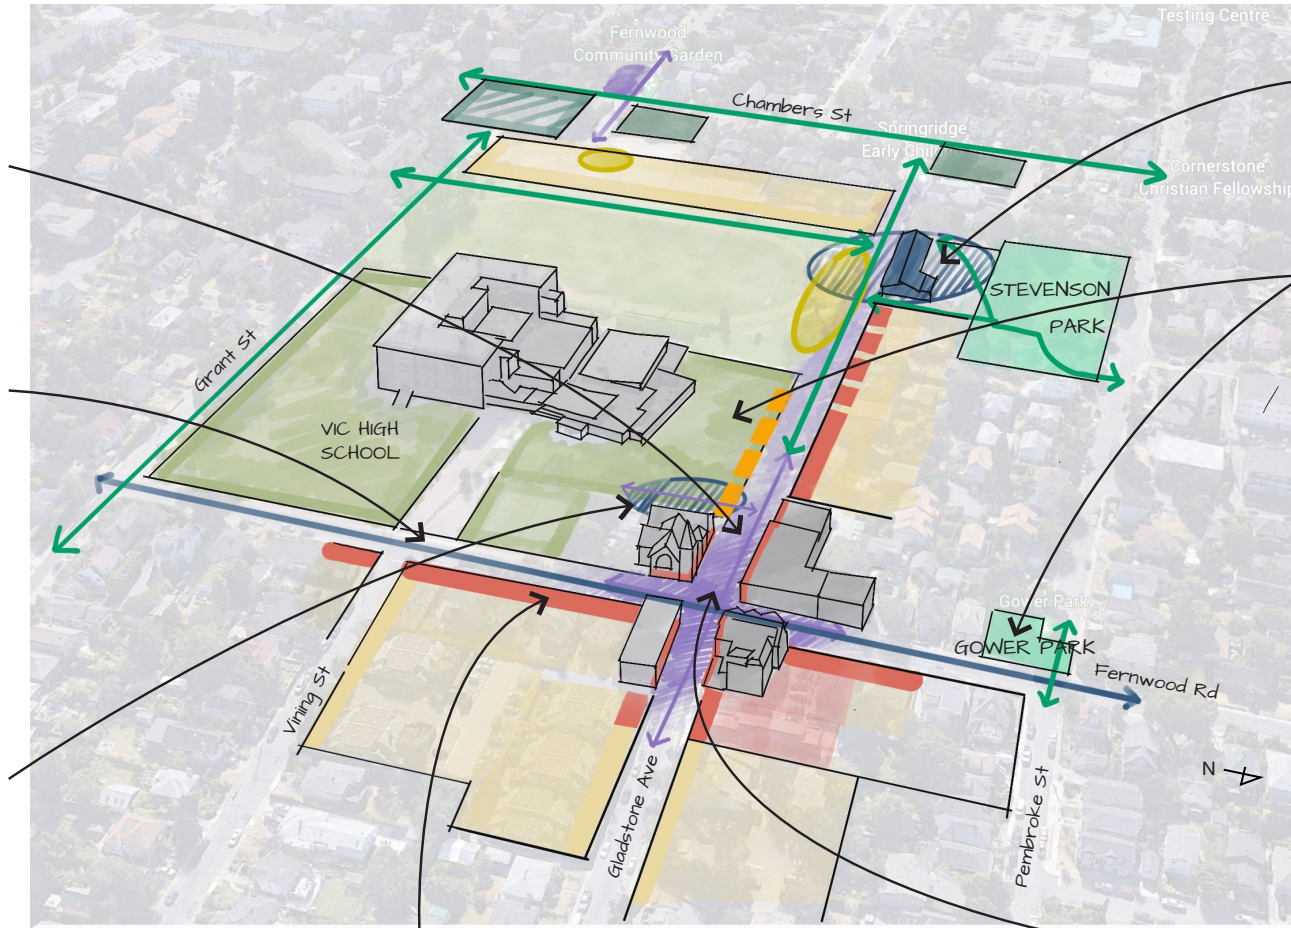 Testing Centre
Fernwood
Community Garden
Chambers St
Springridge
Early Chil
Cornerstone
Christian Fellowship
STEVENSON
PARK
Grant St
VIC HIGH
SCHOOL
Gower Park
GOWER PARK
Fernwood Rd
Vining St
Gladstone Ave
Pembroke St
N